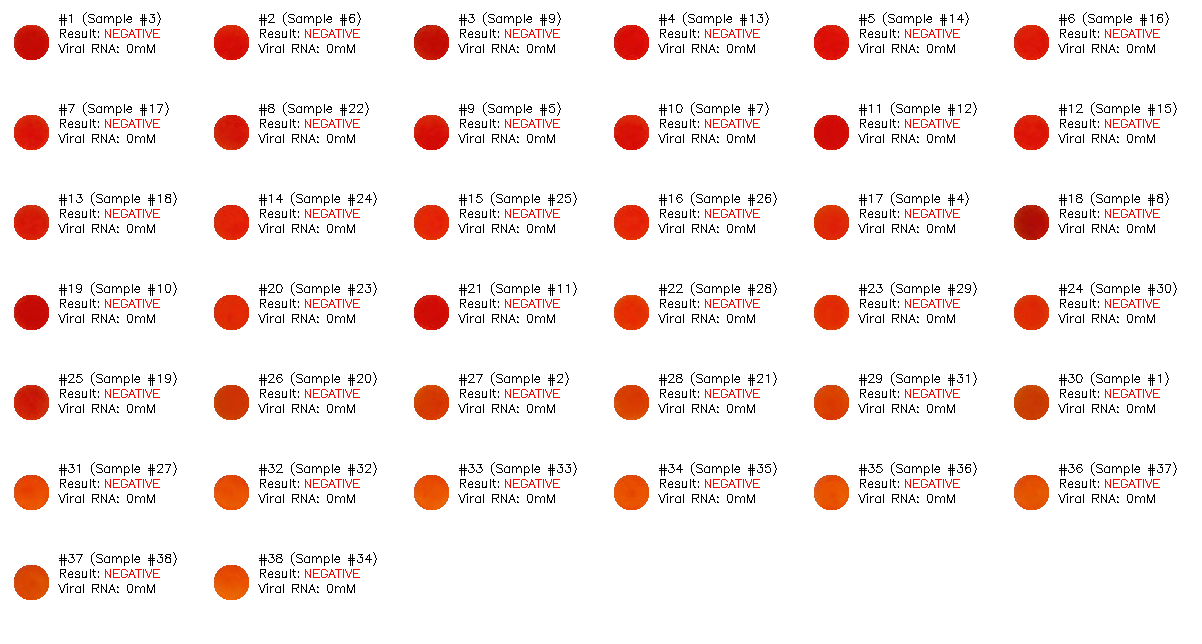 #1 (Sample #3)
Result: NEGATIVE
Viral RNA: 0mM
#2 (Sample #6)
Result: NEGATIVE
Viral RNA: 0mM
#3 (Sample #9)
Result: NEGATIVE
Viral RNA: 0mM
#4 (Sample #13)
Result: NEGATIVE
Viral RNA: 0mM
#5 (Sample #14)
Result: NEGATIVE
Viral RNA: 0mM
#6 (Sample #16)
Result: NEGATIVE
Viral RNA: 0mM
#7 (Sample #17)
Result: NEGATIVE
Viral RNA: 0mM
#8 (Sample #22)
Result: NEGATIVE
Viral RNA: 0mM
#9 (Sample #5)
Result: NEGATIVE
Viral RNA: 0mM
#10 (Sample #7)
Result: NEGATIVE
Viral RNA: 0mM
#11 (Sample #12)
Result: NEGATIVE
Viral RNA: 0mM
#12 (Sample #15)
Result: NEGATIVE
Viral RNA: 0mM
#13 (Sample #18)
Result: NEGATIVE
Viral RNA: 0mM
#14 (Sample #24)
Result: NEGATIVE
Viral RNA: 0mM
#15 (Sample #25)
Result: NEGATIVE
Viral RNA: 0mM
#16 (Sample #26)
Result: NEGATIVE
Viral RNA: 0mM
#17 (Sample #4)
Result: NEGATIVE
Viral RNA: 0mM
#18 (Sample #8)
Result: NEGATIVE
Viral RNA: 0mM
#19 (Sample #10)
Result: NEGATIVE
Viral RNA: 0mM
#20 (Sample #23)
Result: NEGATIVE
Viral RNA: 0mM
#21 (Sample #11)
Result: NEGATIVE
Viral RNA: 0mM
#22 (Sample #28)
Result: NEGATIVE
Viral RNA: 0mM
#23 (Sample #29)
Result: NEGATIVE
Viral RNA: 0mM
#24 (Sample #30)
Result: NEGATIVE
Viral RNA: 0mM
#25 (Sample #19)
Result: NEGATIVE
Viral RNA: 0mM
#26 (Sample #20)
Result: NEGATIVE
Viral RNA: 0mM
#27 (Sample #2)
Result: NEGATIVE
Viral RNA: 0mM
#28 (Sample #21)
Result: NEGATIVE
Viral RNA: 0mM
#29 (Sample #31)
Result: NEGATIVE
Viral RNA: 0mM
#30 (Sample #1)
Result: NEGATIVE
Viral RNA: 0mM
#31 (Sample #27)
Result: NEGATIVE
Viral RNA: 0mM
#32 (Sample #32)
Result: NEGATIVE
Viral RNA: 0mM
#33 (Sample #33)
Result: NEGATIVE
Viral RNA: 0mM
#34 (Sample #35)
Result: NEGATIVE
Viral RNA: 0mM
#35 (Sample #36)
Result: NEGATIVE
Viral RNA: 0mM
#36 (Sample #37)
Result: NEGATIVE
Viral RNA: 0mM
#37 (Sample #38)
Result: NEGATIVE
Viral RNA: 0mM
#38 (Sample #34)
Result: NEGATIVE
Viral RNA: 0mM